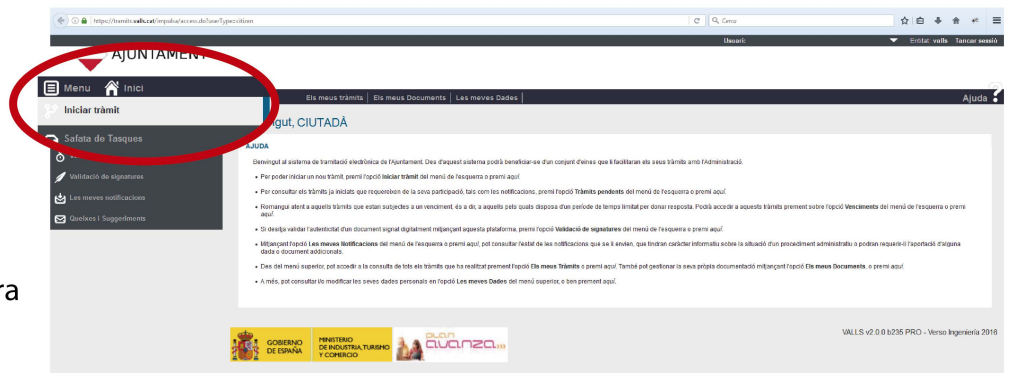 https://tramits.valls.cat/impulsa/access.do?userType=citizen
Cerca
Usuari:
Entitat: valls Tancar sessió
AJUNTAMENT
Menu Inici
Els meus tràmits Els meus Documents Les meves Dades
Ajuda ?
Iniciar tràmit
Safata de Tasques
Validació de signatures
Les meves notificacions
Queixes i Suggeriments
gut, CIUTADÀ
AJUDA
Benvingut al sistema de tramitació electrònica de l'Ajuntament. Des d'aquest sistema podrà beneficiar-se d'un conjunt d'eines que li facilitaran els seus tràmits amb l'Administració.
• Per poder iniciar un nou tràmit, premi l'opció Iniciar tràmit del menú de l'esquerra o premi aquí.
• Per consultar els tràmits ja iniciats que requereixen de la seva participació, tals com les notificacions, premi l'opció Tràmits pendents del menú de l'esquerra o premi aquí.
• Romangui atent a aquells tràmits que estan subjectes a un venciment, és a dir, a aquells pels quals disposa d'un període de temps limitat per donar resposta. Podrà accedir a aquests tràmits prement sobre l'opció Venciments del menú de l'esquerra o premi
aquí.
• Si desitja validar l'autenticitat d'un document signat digitalment mitjançant aquesta plataforma, premi l'opció Validació de signatures del menú de l'esquerra o premi aquí.
• Mitjançant l'opció Les meves Notificacions del menú de l'esquerra o premi aquí, pot consultar l'estat de les notificacions que se li envien, que tindran caràcter informatiu sobre la situació d'un procediment administratiu o podran requerir-li l'aportació d'alguna
dada o document addicionals.
• Des del menú superior, pot accedir a la consulta de tots els tràmits que ha realitzat prement l'opció Els meus Tràmits o premi aquí. També pot gestionar la seva pròpia documentació mitjançant l'opció Els meus Documents, o premi aquí.
• A més, pot consultar i/o modificar les seves dades personals en l'opció Les meves Dades del menú superior, o ben prement aquí.
ra
GOBIERNO
DE ESPAÑA
MINISTERIO
DE INDUSTRIA, TURISMO
Y COMERCIO
PLAN
avanza
VALLS v2.0.0 b235 PRO - Verso Ingeniería 2016